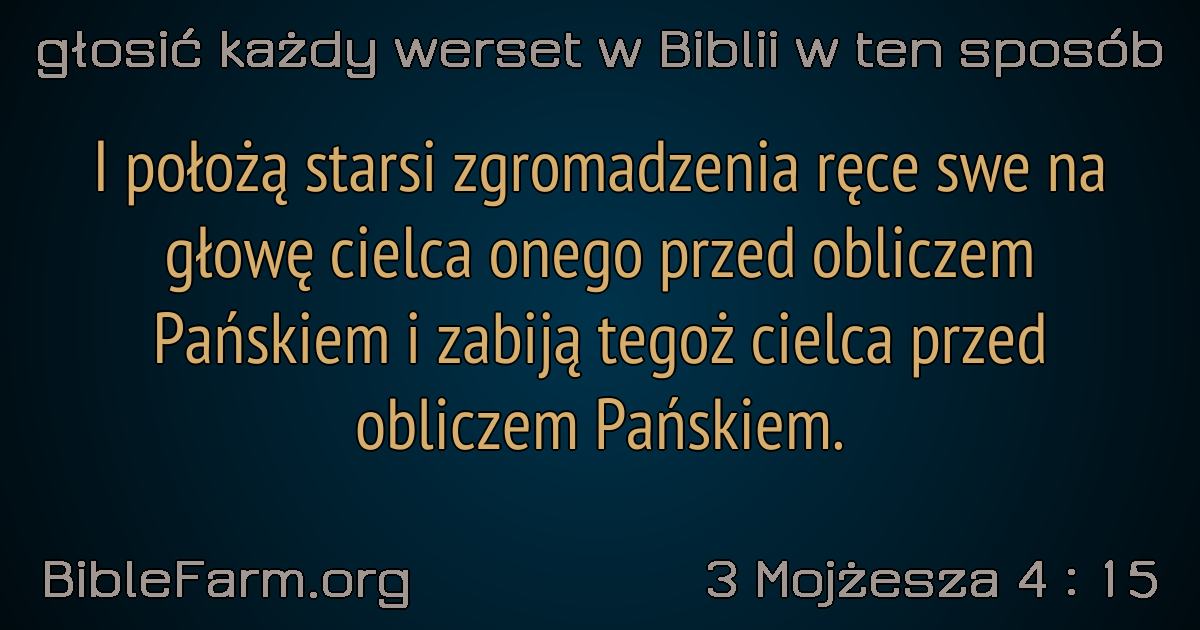 głosić każdy werset w Biblii w ten sposób
I położą starsi zgromadzenia ręce swe na
głowę cielca onego przed obliczem
Pańskiem i zabiją tegoż cielca przed
obliczem Pańskiem.
BibleFarm.org
3 Mojżesza 4 : 15